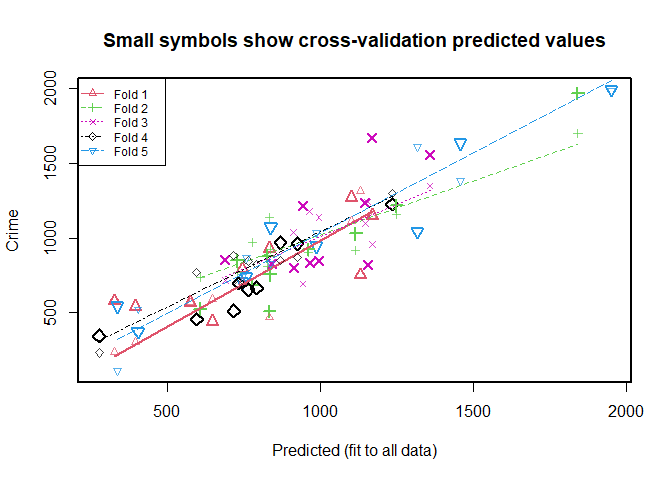 Small symbols show cross-validation predicted values
Fold 1
Fold 2
Fold 3
Fold 4
Fold 5
Crime
2000
1500
1000
500
500 1000 1500 2000
Predicted (fit to all data)